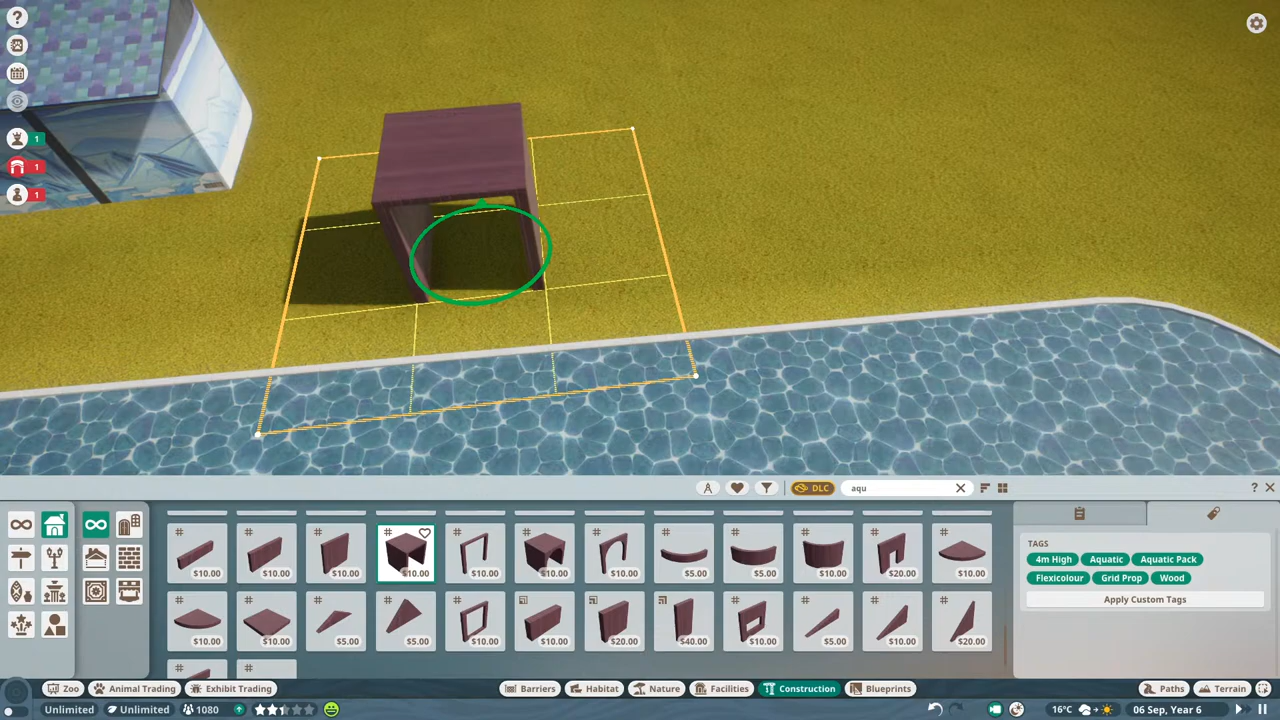 ?
1
1
1
DLC
aqu
?
$10.00
$10.00
$10.00
$10.00
$10.00
$10.00
$10.00
$5.00
$5.00
$10.00
$20.00
$10.00
$10.00
$10.00
$5.00
$5.00
$10.00
$10.00
$20.00
$40.00
$10.00
$5.00
$10.00
$20.00
TAGS
4m High
Aquatic
Aquatic Pack
Flexicolour
Grid Prop
Wood
Apply Custom Tags
Zoo
Animal Trading
Exhibit Trading
Barriers
Habitat
Nature
Facilities
Construction
Blueprints
Paths
Terrain
Unlimited
Unlimited
1080
16°C
06 Sep, Year 6